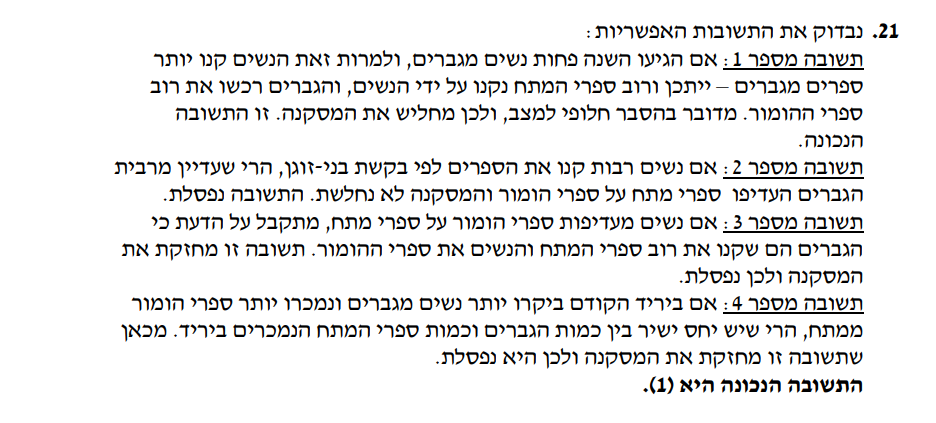 21. נבדוק את התשובות האפשריות :
תשובה מספר 1: אם הגיעו השנה פחות נשים מגברים, ולמרות זאת הנשים קנו יותר
ספרים מגברים – ייתכן ורוב ספרי המתח נקנו על ידי הנשים, והגברים רכשו את רוב
ספרי ההומור. מדובר בהסבר חלופי למצב, ולכן מחליש את המסקנה. זו התשובה
הנכונה.
תשובה מספר 2: אם נשים רבות קנו את הספרים לפי בקשת בני-זוגן, הרי שעדיין מרבית
הגברים העדיפו ספרי מתח על ספרי הומור והמסקנה לא נחלשת. התשובה נפסלת.
תשובה מספר 3: אם נשים מעדיפות ספרי הומור על ספרי מתח, מתקבל על הדעת כי
הגברים הם שקנו את רוב ספרי המתח והנשים את ספרי ההומור. תשובה זו מחזקת את
המסקנה ולכן נפסלת.
תשובה מספר 4: אם ביריד הקודם ביקרו יותר נשים מגברים ונמכרו יותר ספרי הומור
ממתח, הרי שיש יחס ישיר בין כמות הגברים וכמות ספרי המתח הנמכרים ביריד. מכאן
שתשובה זו מחזקת את המסקנה ולכן היא נפסלת.
התשובה הנכונה היא (1).